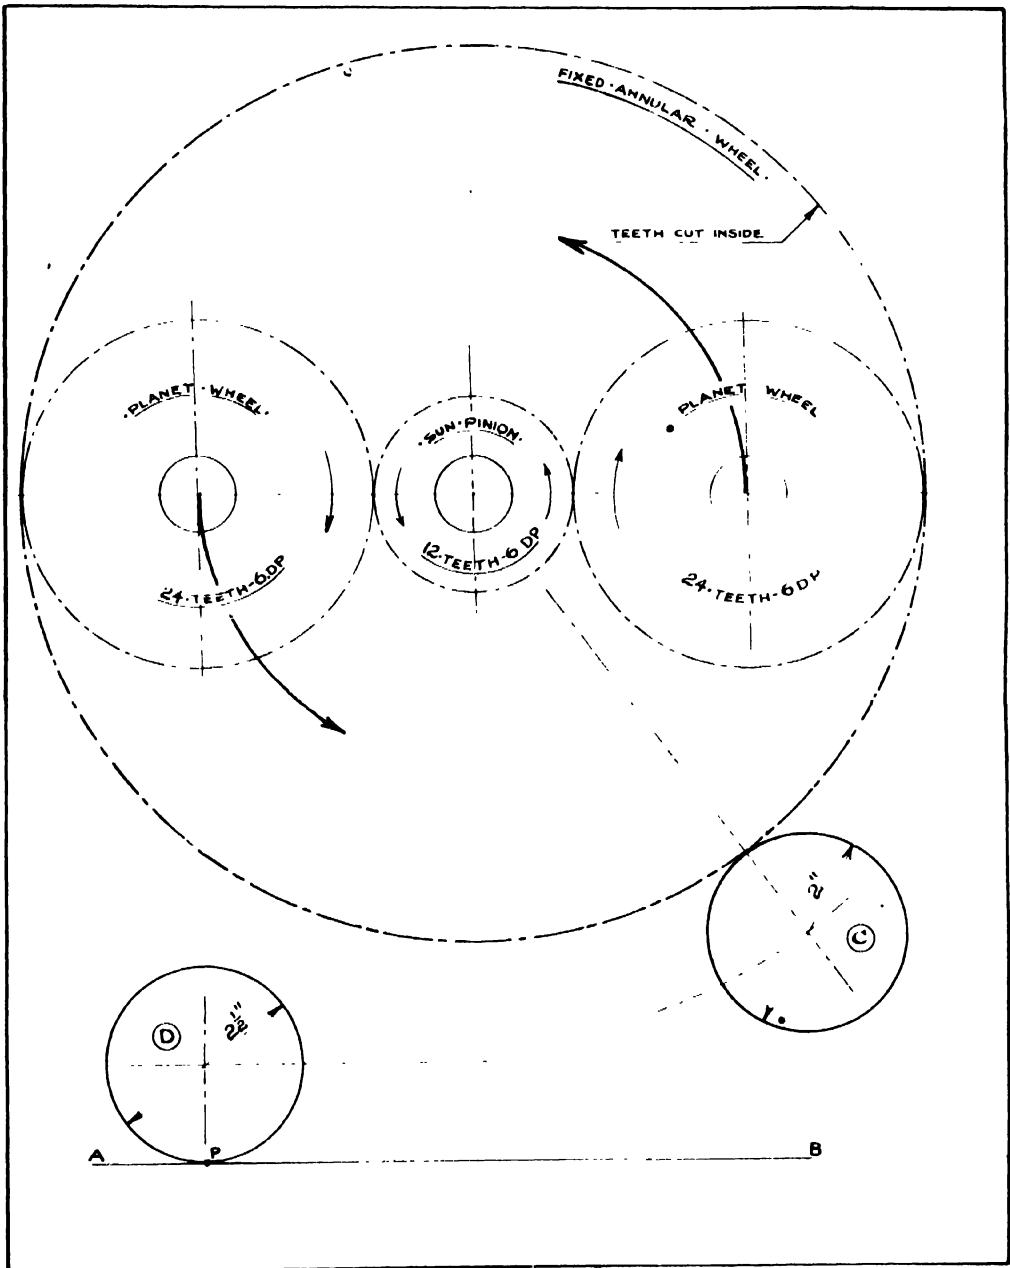 FIXED·ANNULAR·WHEEL·
TEETH CUT INSIDE
·PLANET·WHEEL·
24·TEETH-6.DP
·SUN·PINION·
12·TEETH-6 DP
PLANET WHEEL
24·TEETH-6 DP
2"
C
D
2½"
P
A
B